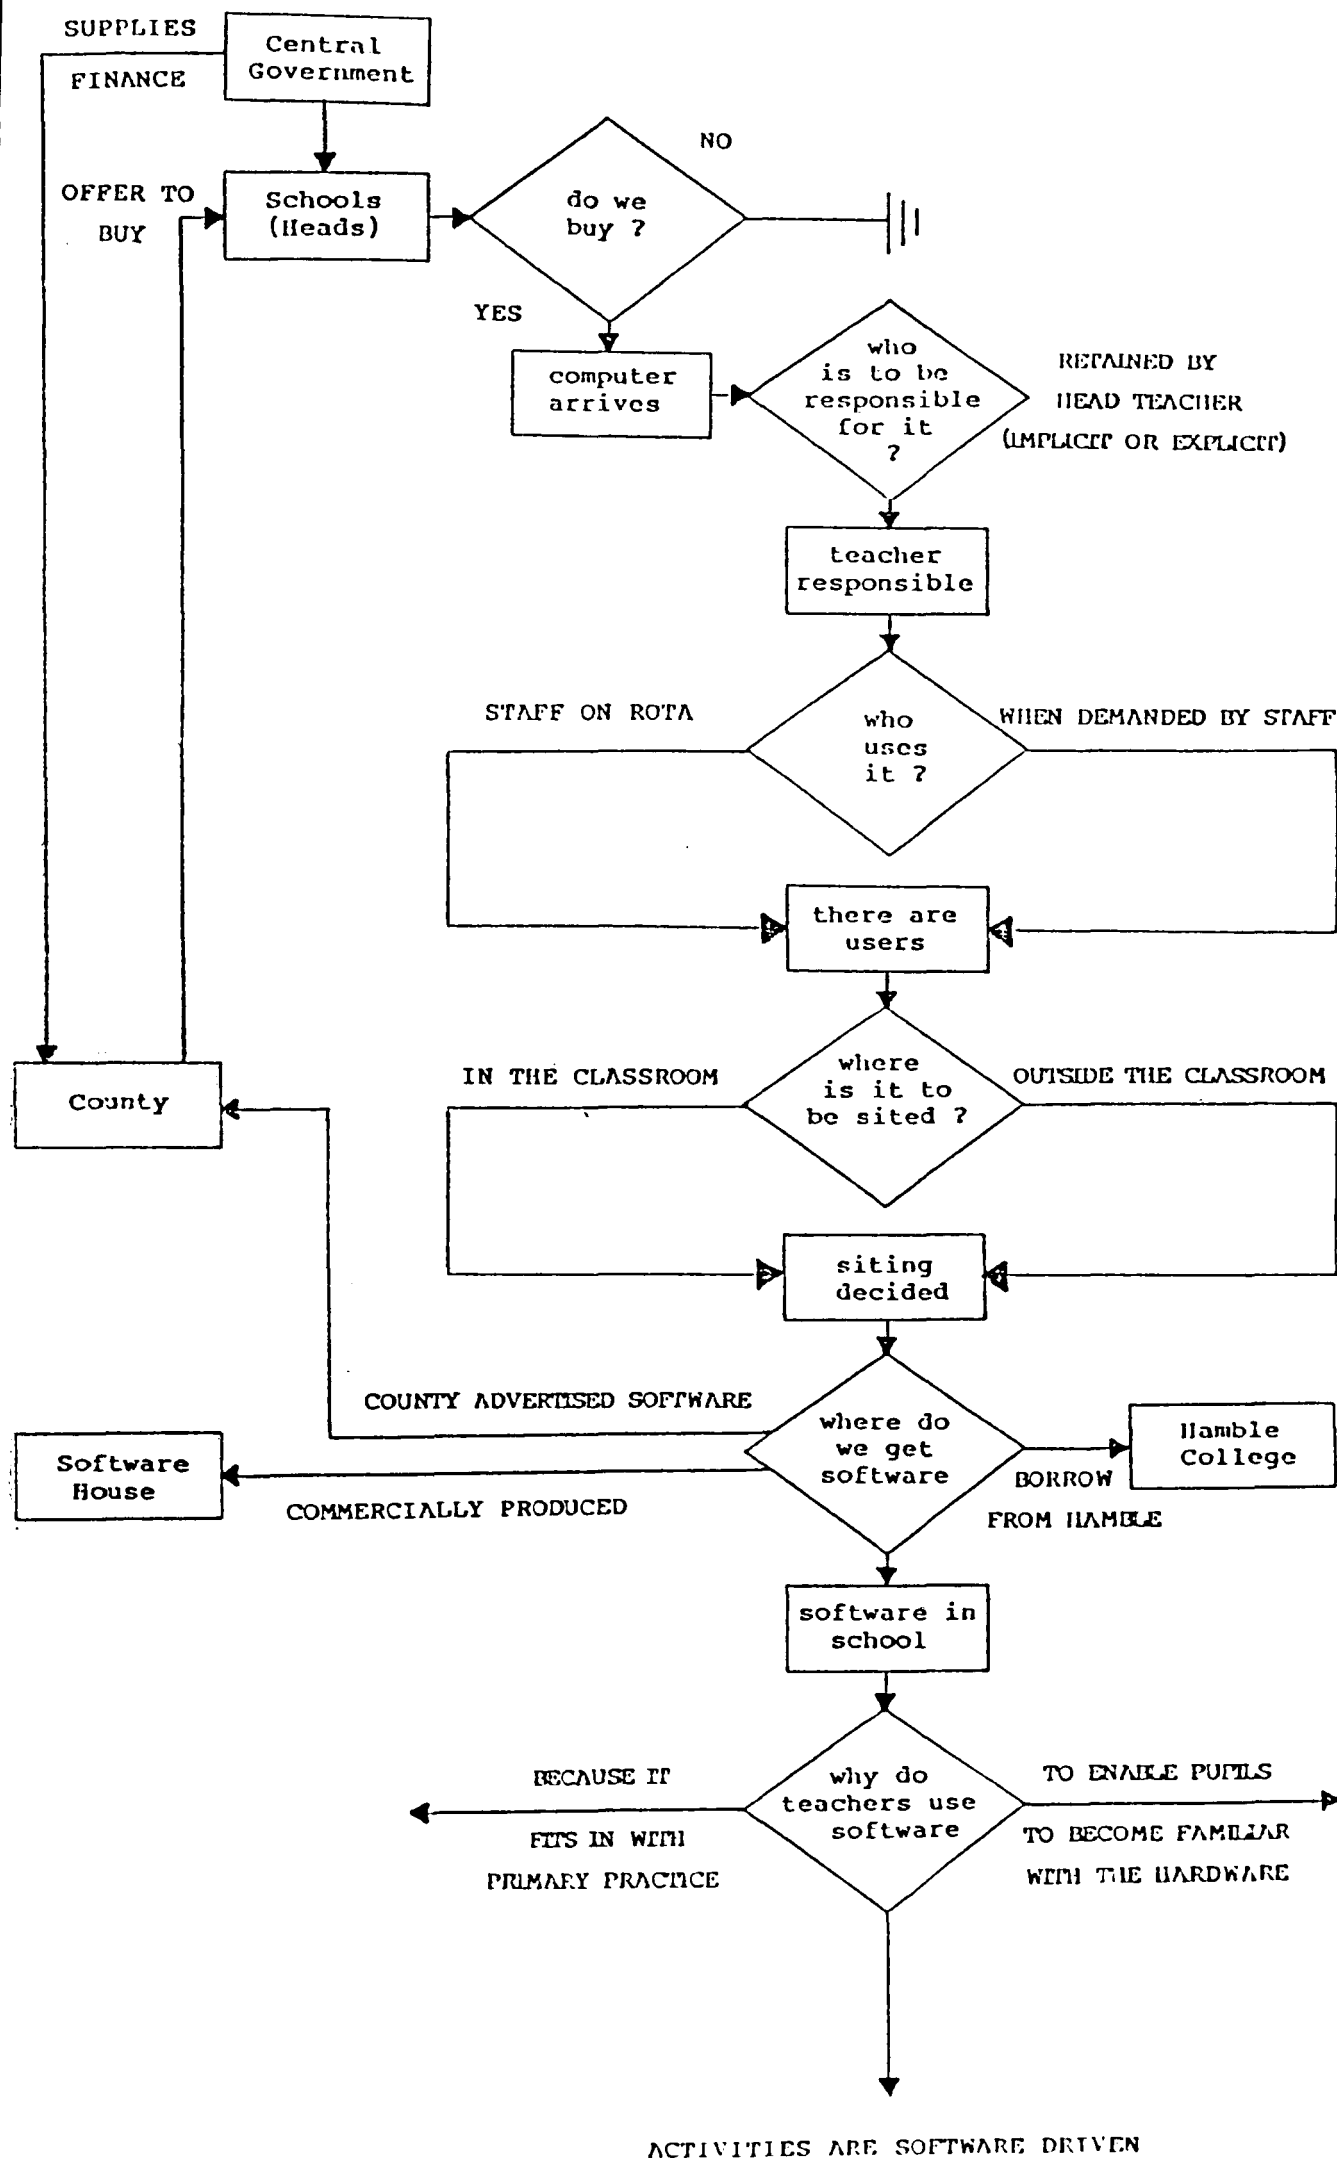 SUPPLIES
FINANCE
Central
Government
OFFER TO
BUY
Schools
(Heads)
do we
buy ?
NO
YES
computer
arrives
who
is to be
responsible
for it
?
RETAINED BY
HEAD TEACHER
(IMPLICIT OR EXPLICIT)
teacher
responsible
STAFF ON ROTA
who
uses
it ?
WHEN DEMANDED BY STAFF
there are
users
County
IN THE CLASSROOM
where
is it to
be sited ?
OUTSIDE THE CLASSROOM
siting
decided
COUNTY ADVERTISED SOFTWARE
where do
we get
software
Hamble
College
Software
House
COMMERCIALLY PRODUCED
BORROW
FROM HAMBLE
software in
school
BECAUSE IT
FITS IN WITH
PRIMARY PRACTICE
why do
teachers use
software
TO ENABLE PUPILS
TO BECOME FAMILIAR
WITH THE HARDWARE
ACTIVITIES ARE SOFTWARE DRIVEN